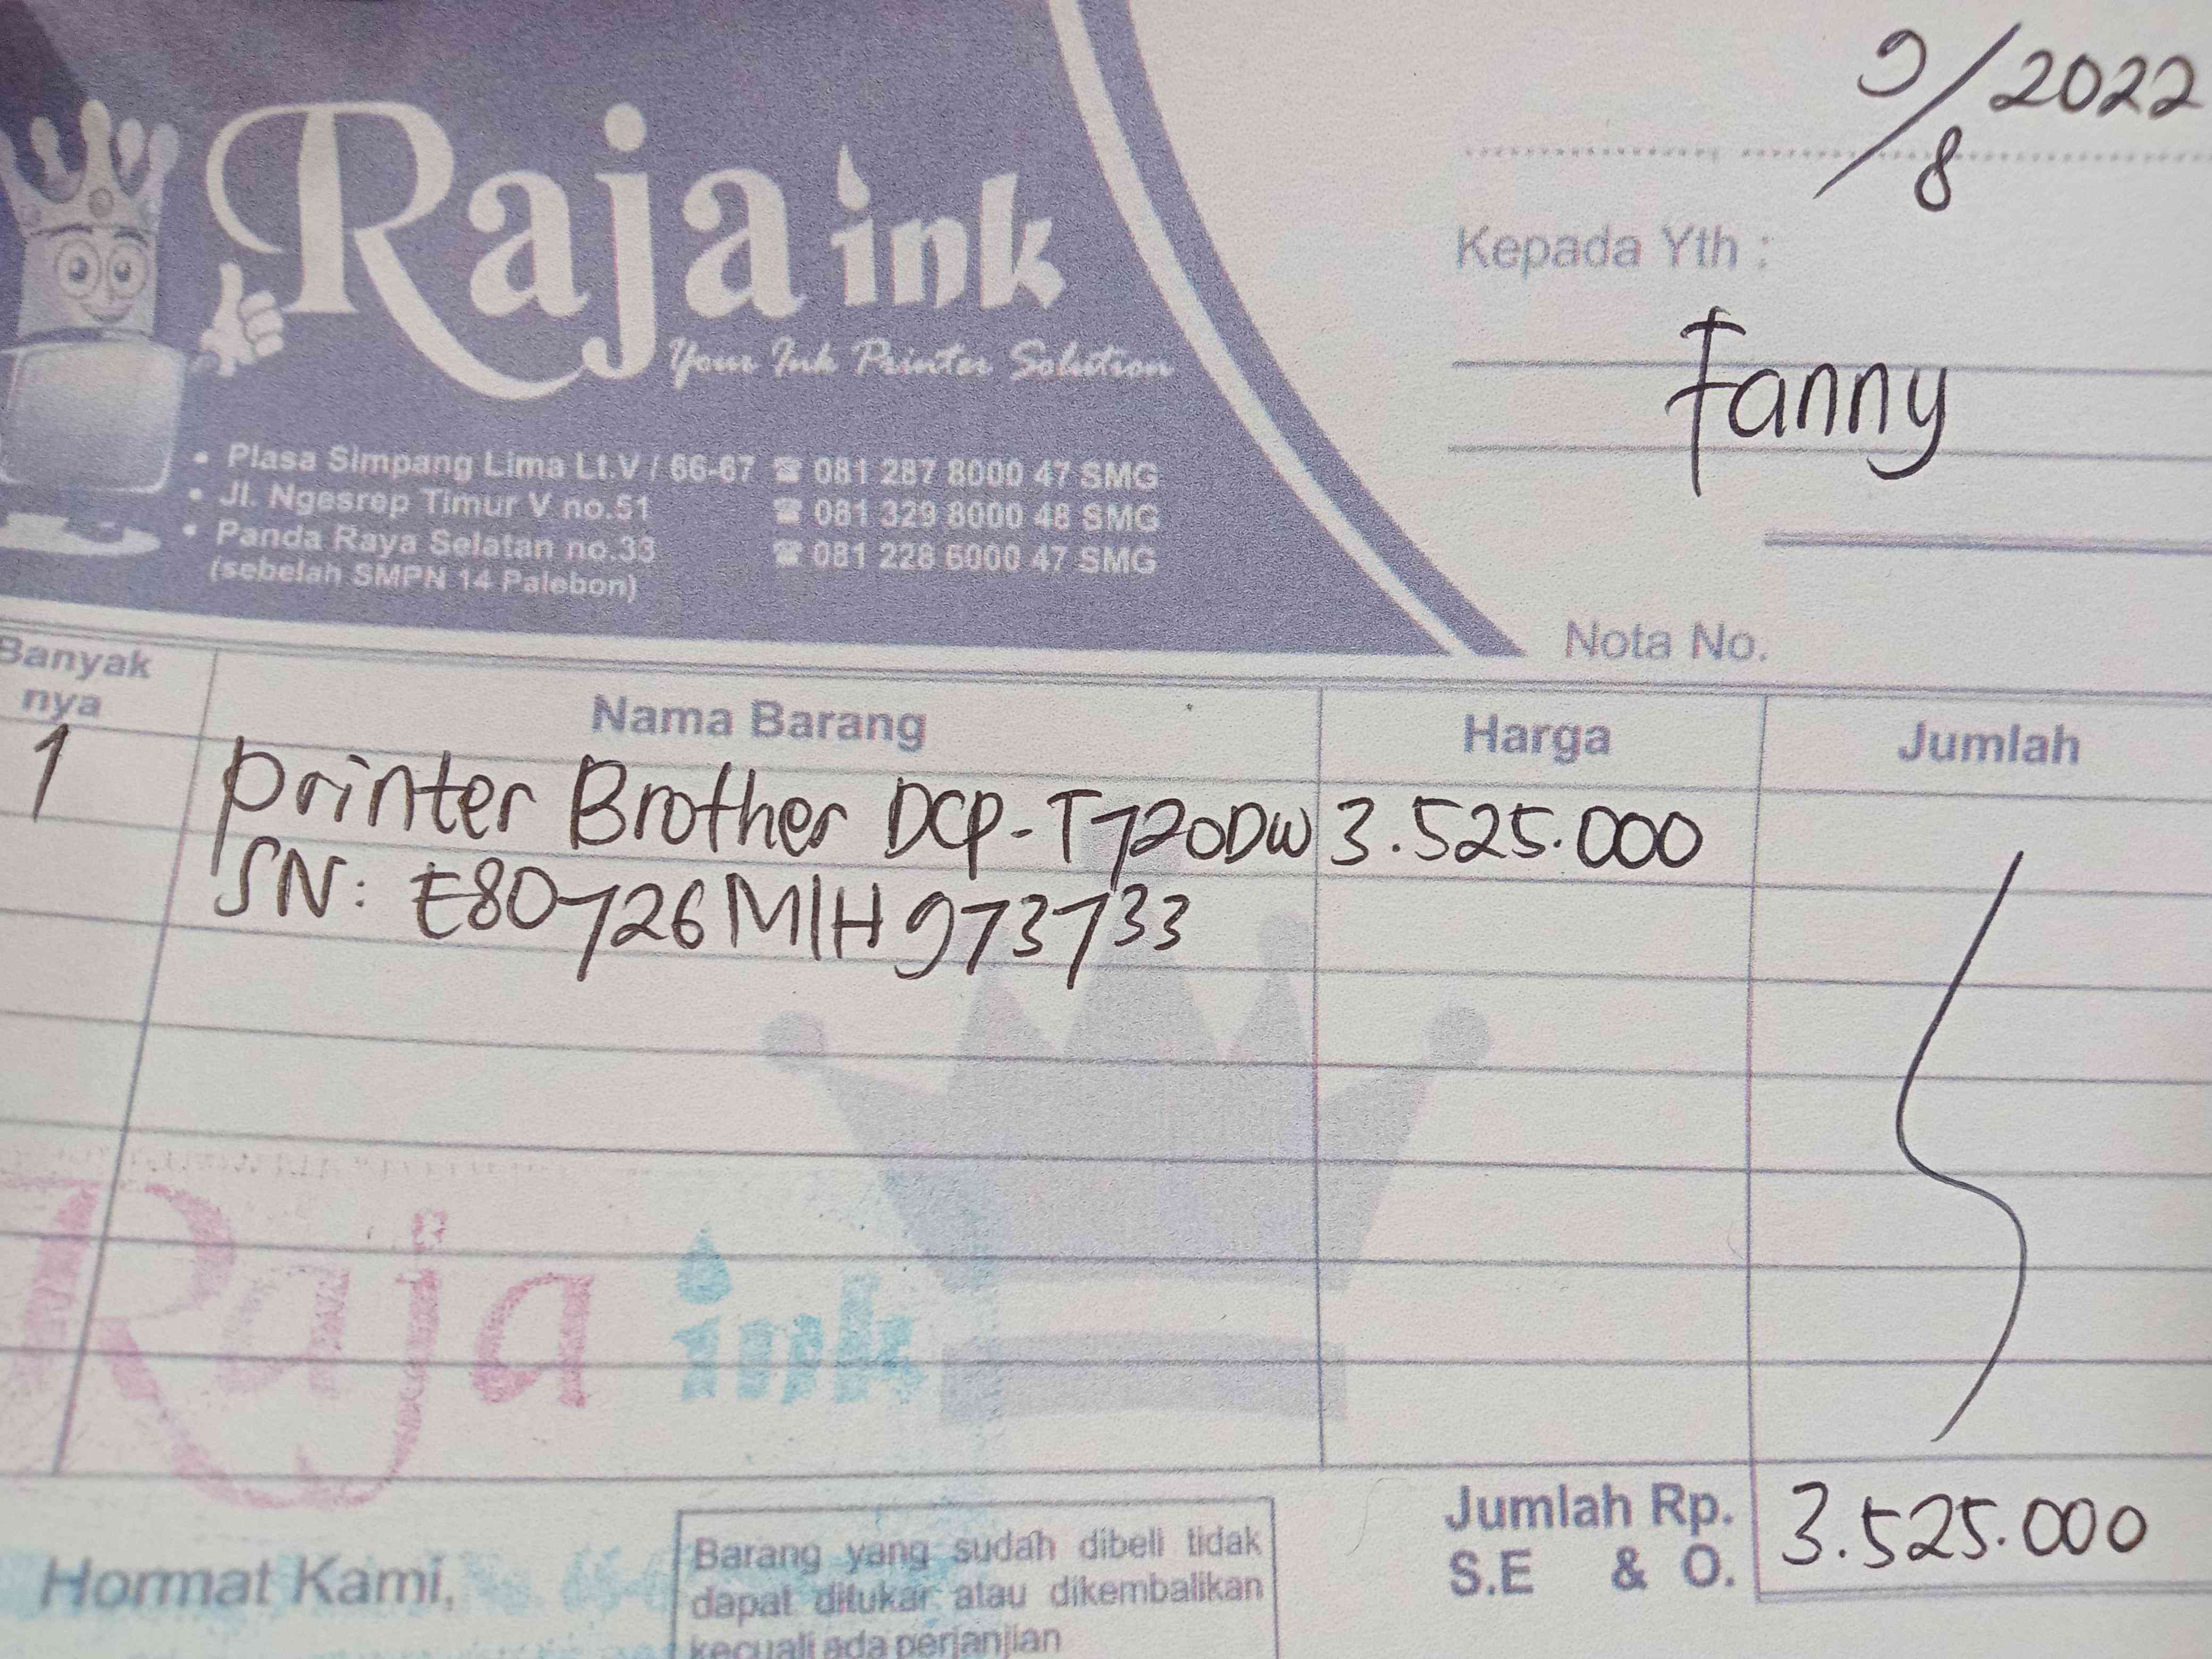 Raja ink
Your Ink Printer Solution
• Plasa Simpang Lima Lt.V / 66-67 ☎ 081 287 8000 47 SMG
• Jl. Ngesrep Timur V no.51 ☎ 081 329 8000 48 SMG
• Panda Raya Selatan no.33 ☎ 081 228 6000 47 SMG
(sebelah SMPN 14 Palebon)
9/8/2022
Kepada Yth :
Fanny
Nota No.
Banyak nya Nama Barang Harga Jumlah
1 Printer Brother DCP-T720DW 3.525.000
SN: E80726M1H973733
Raja ink
Jumlah Rp. 3.525.000
S.E & O.
Hormat Kami,
Barang yang sudah dibeli tidak
dapat ditukar atau dikembalikan
kecuali ada perjanjian